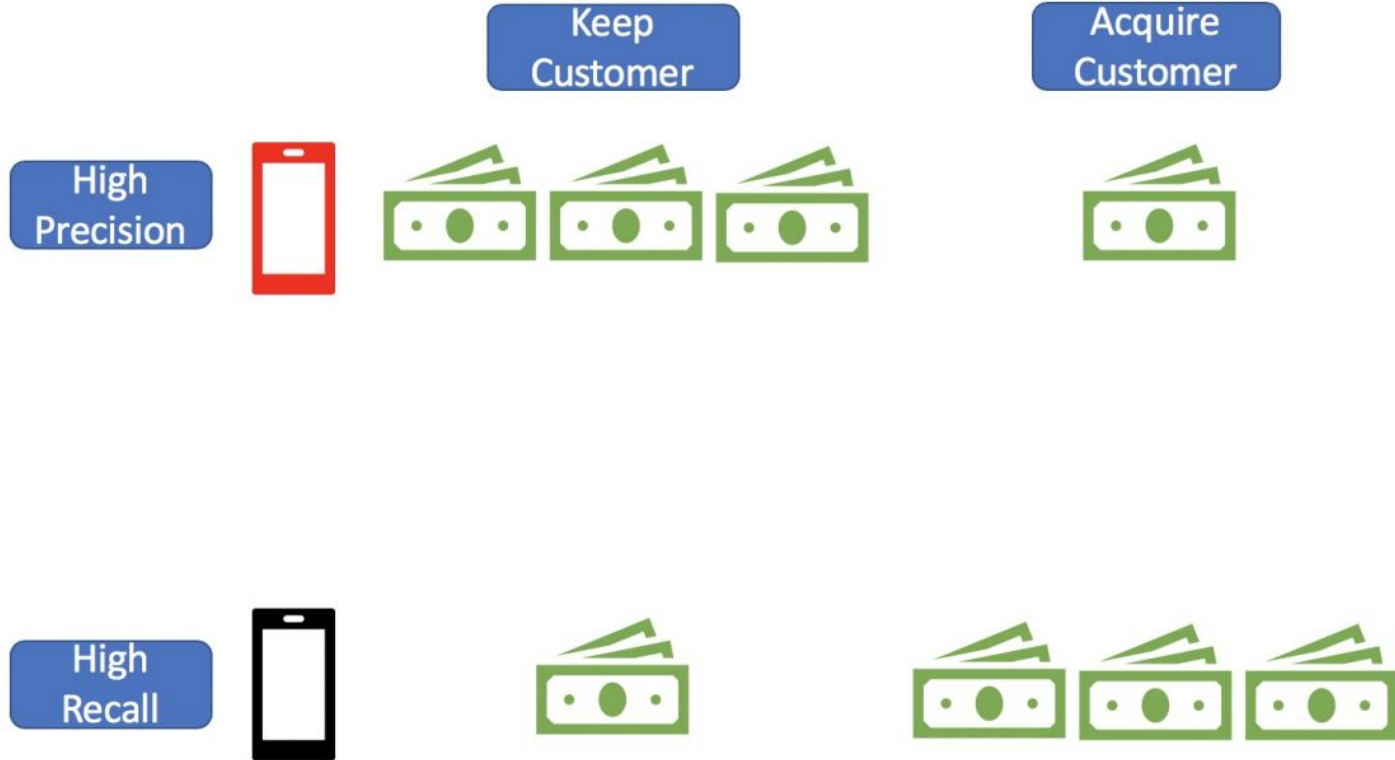 Keep
Customer
Acquire
Customer
High
Precision
High
Recall